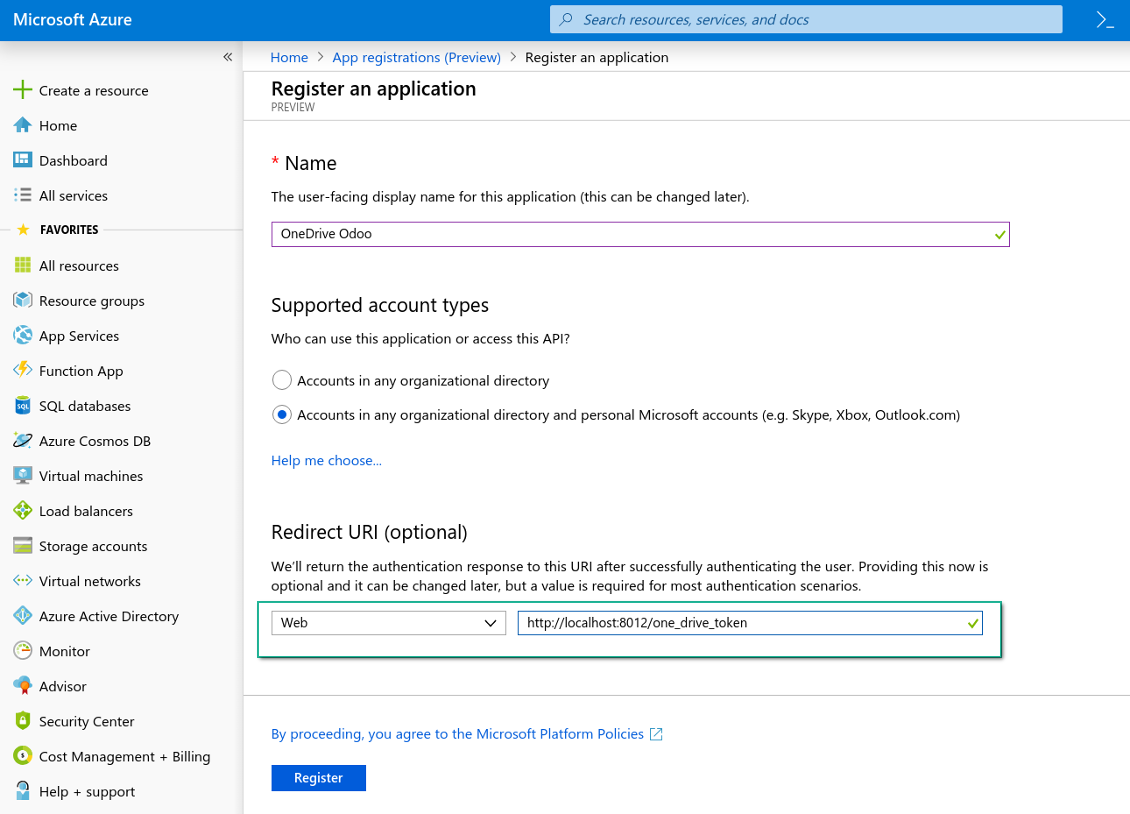 Microsoft Azure
Search resources, services, and docs
Create a resource
Home
Dashboard
All services
FAVORITES
All resources
Resource groups
App Services
Function App
SQL databases
Azure Cosmos DB
Virtual machines
Load balancers
Storage accounts
Virtual networks
Azure Active Directory
Monitor
Advisor
Security Center
Cost Management + Billing
Help + support
Home > App registrations (Preview) > Register an application
Register an application
PREVIEW
* Name
The user-facing display name for this application (this can be changed later).
OneDrive Odoo
Supported account types
Who can use this application or access this API?
Accounts in any organizational directory
Accounts in any organizational directory and personal Microsoft accounts (e.g. Skype, Xbox, Outlook.com)
Help me choose...
Redirect URI (optional)
We'll return the authentication response to this URI after successfully authenticating the user. Providing this now is
optional and it can be changed later, but a value is required for most authentication scenarios.
Web
http://localhost:8012/one_drive_token
By proceeding, you agree to the Microsoft Platform Policies
Register